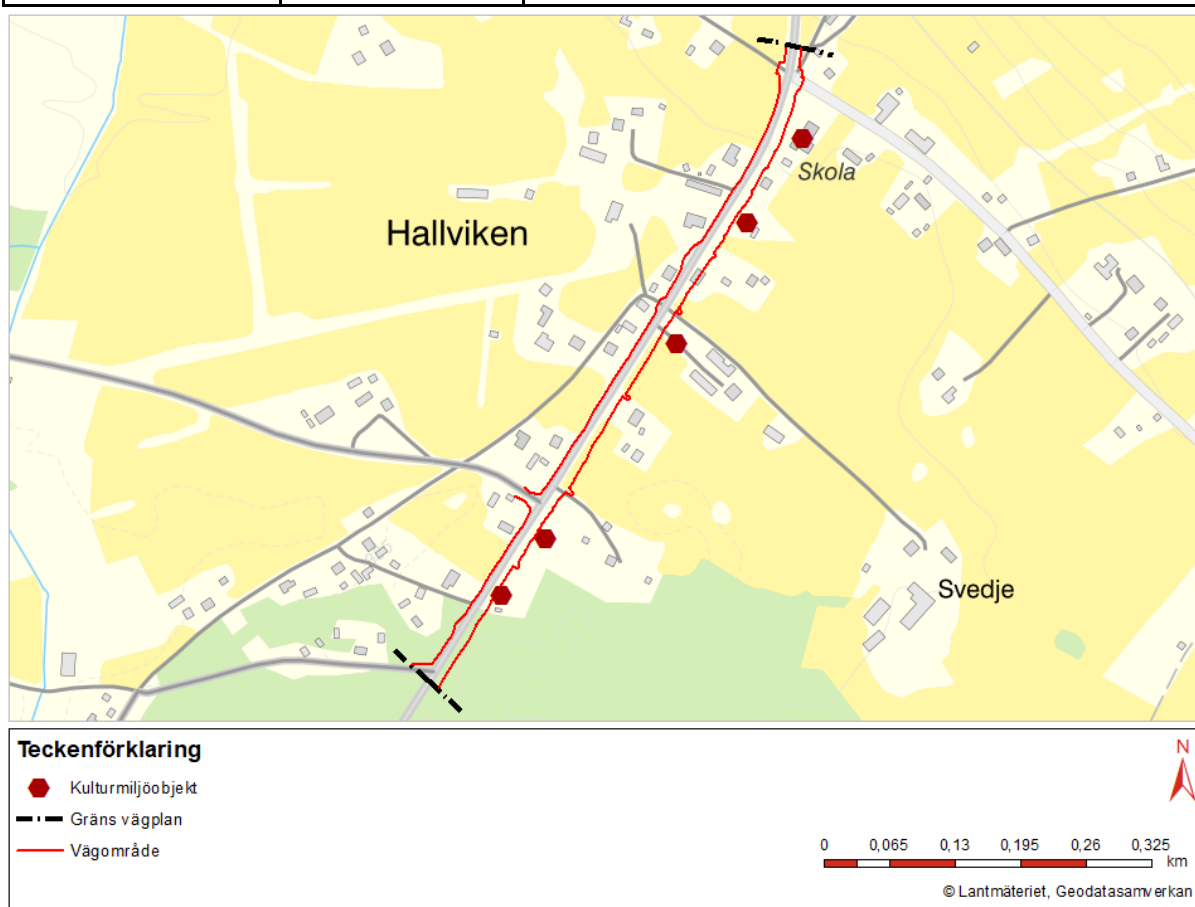 Skola
Hallviken
Svedje
Teckenförklaring
Kulturmiljöobjekt
Gräns vägplan
Vägområde
N
0 0,065 0,13 0,195 0,26 0,325
km
© Lantmäteriet, Geodatasamverkan